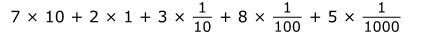 7 × 10 + 2 × 1 + 3 × 1/10 + 8 × 1/100 + 5 × 1/1000